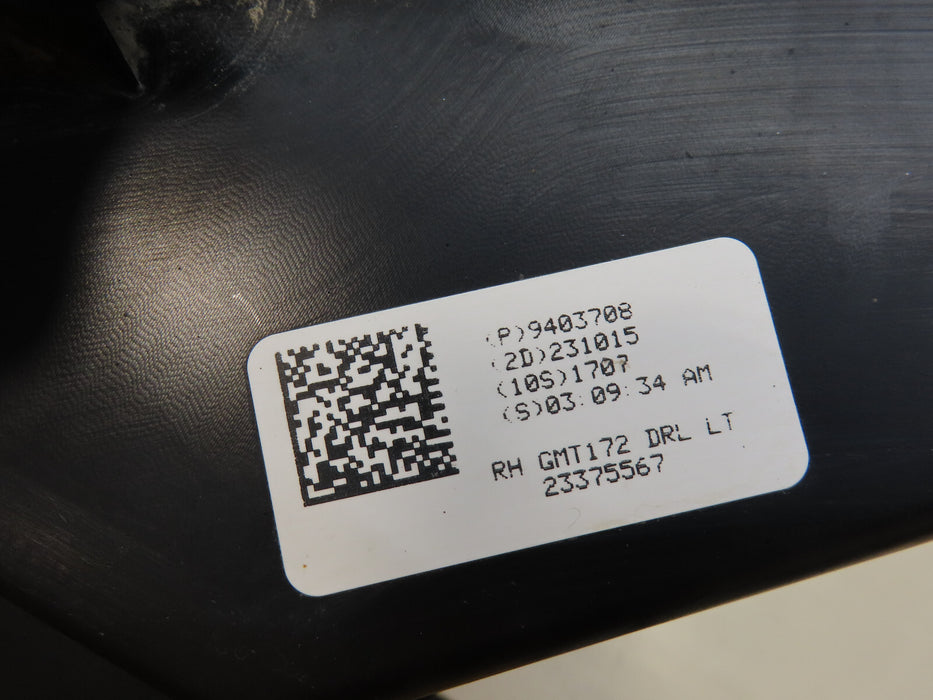 (P)9403708
(2D)231015
(10S)1707
(S)03:09:34 AM
RH GMT172 DRL LT
23375567